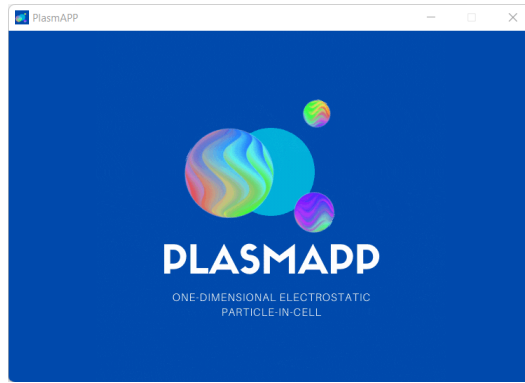 PlasmAPP
PLASMAPP
ONE-DIMENSIONAL ELECTROSTATIC
PARTICLE-IN-CELL